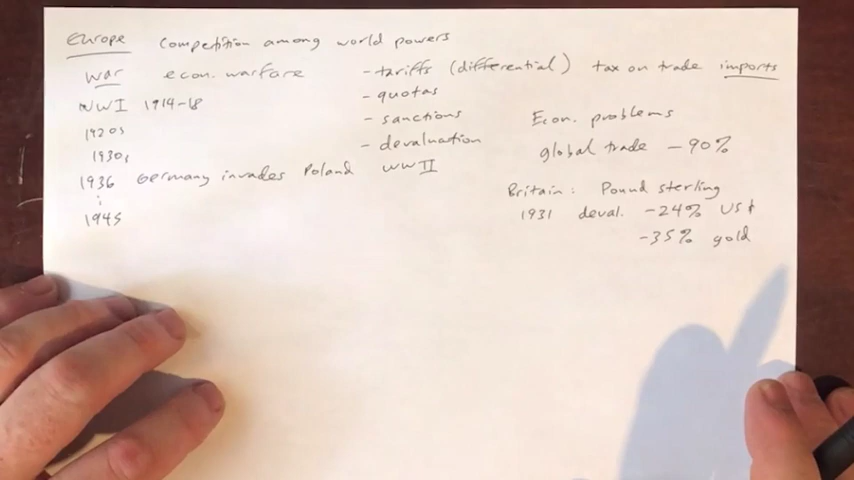 Europe competition among world powers
war econ. warfare - tariffs (differential) tax on trade imports
- quotas
WWI 1914-18
- sanctions
1920s
- devaluation
1930s
1936 Germany invades Poland WWII
:
1945
Econ. problems
global trade -90%
Britain: Pound sterling
1931 deval. -24% US$
-35% gold